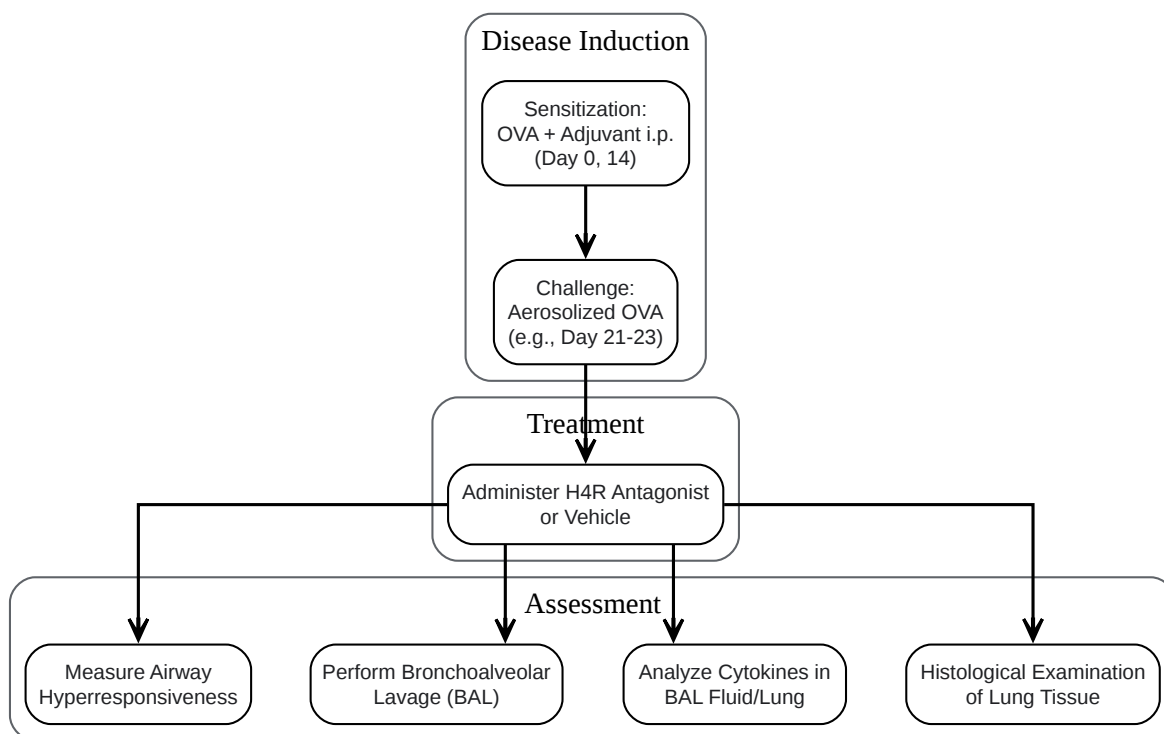 Disease Induction
Sensitization:
OVA + Adjuvant i.p.
(Day 0, 14)
Challenge:
Aerosolized OVA
(e.g., Day 21-23)
Treatment
Administer H4R Antagonist
or Vehicle
Assessment
Measure Airway
Hyperresponsiveness
Perform Bronchoalveolar
Lavage (BAL)
Analyze Cytokines in
BAL Fluid/Lung
Histological Examination
of Lung Tissue